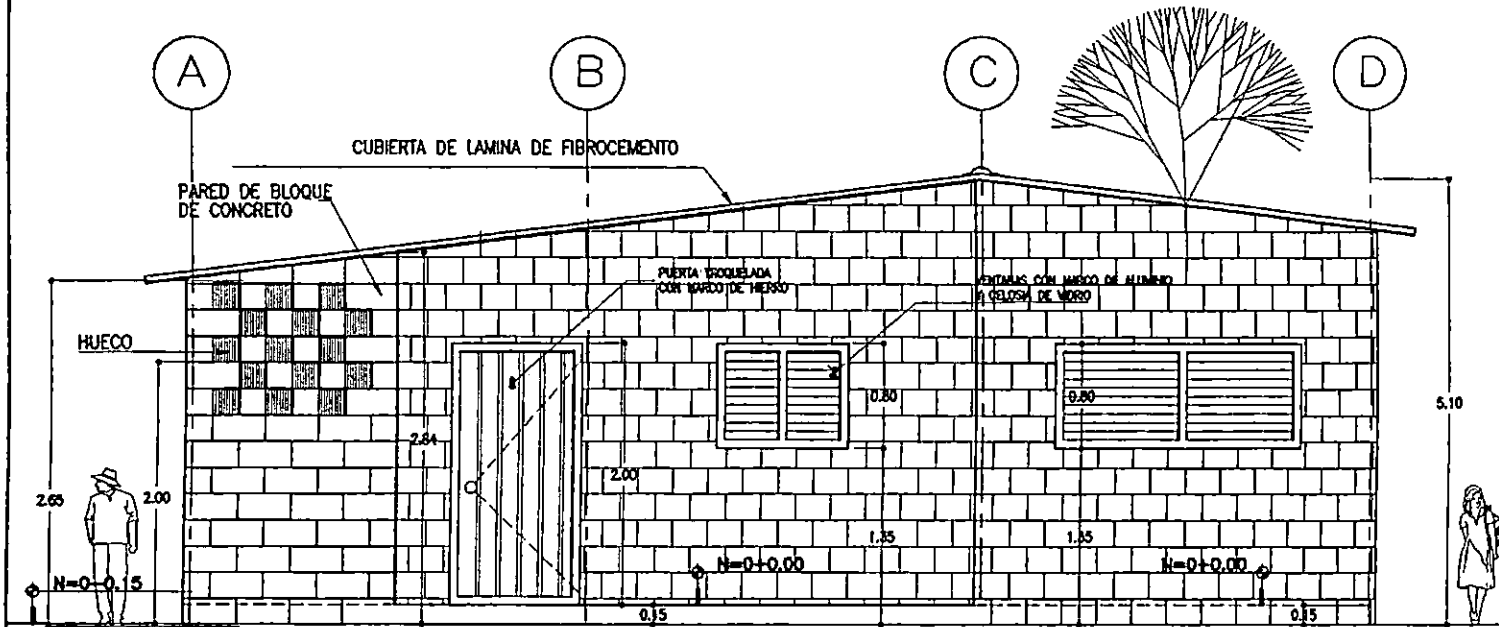 A
B
C
D
CUBIERTA DE LAMINA DE FIBROCEMENTO
PARED DE BLOQUE
DE CONCRETO
PUERTA TROQUELADA
CON MARCO DE HIERRO
VENTANAS CON MARCO DE ALUMINIO
Y CELOSIA DE VIDRIO
HUECO
0.80
0.80
5.10
2.84
2.65
2.00
2.00
1.35
1.35
N=0+0.00
N=0+0.00
N=0-0.15
0.15
0.15